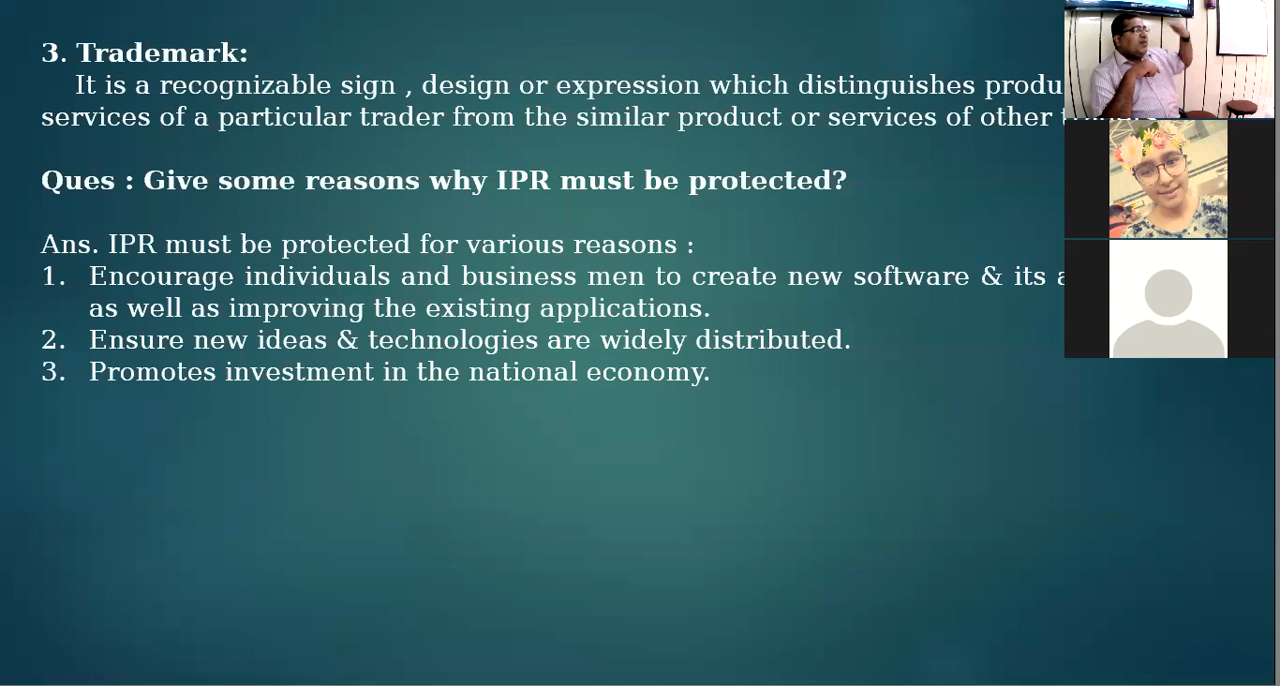 3. Trademark:
It is a recognizable sign , design or expression which distinguishes
services of a particular trader from the similar product or services of other
Ques : Give some reasons why IPR must be protected?
Ans. IPR must be protected for various reasons :
1. Encourage individuals and business men to create new software & its
as well as improving the existing applications.
2. Ensure new ideas & technologies are widely distributed.
3. Promotes investment in the national economy.